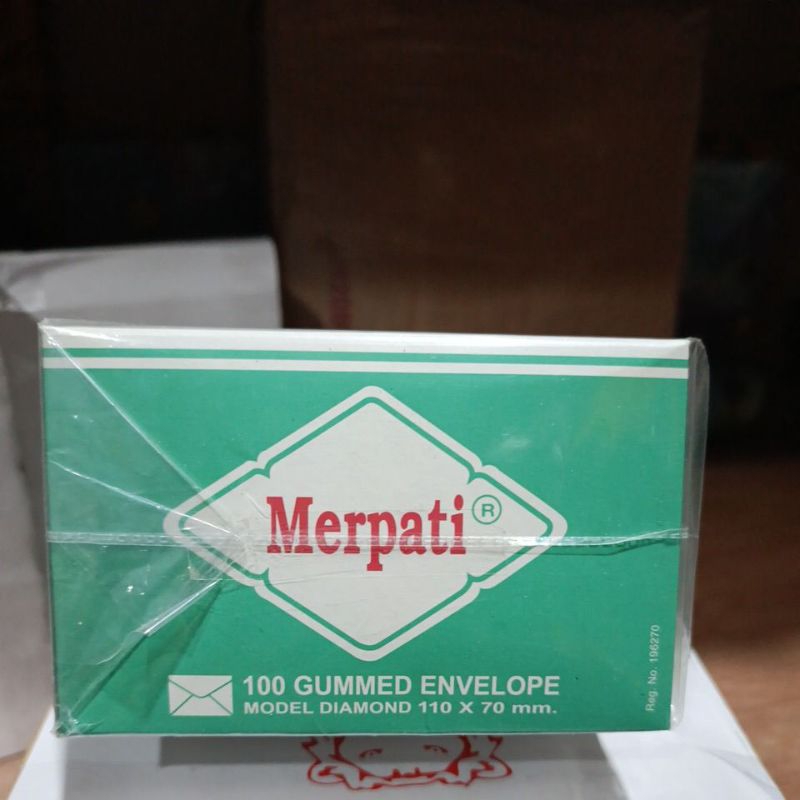 Merpati ®
100 GUMMED ENVELOPE
MODEL DIAMOND 110 X 70 mm.
Reg. No. 196270